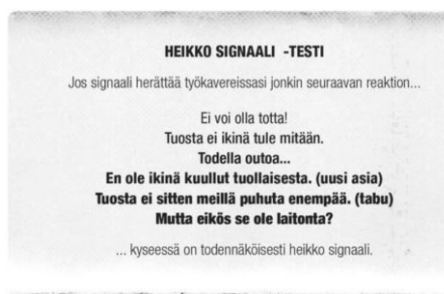 HEIKKO SIGNAALI -TESTI
Jos signaali herättää työkavereissasi jonkin seuraavan reaktion...
Ei voi olla totta!
Tuosta ei ikinä tule mitään.
Todella outoa...
En ole ikinä kuullut tuollaisesta. (uusi asia)
Tuosta ei sitten meillä puhuta enempää. (tabu)
Mutta eikös se ole laitonta?
... kyseessä on todennäköisesti heikko signaali.